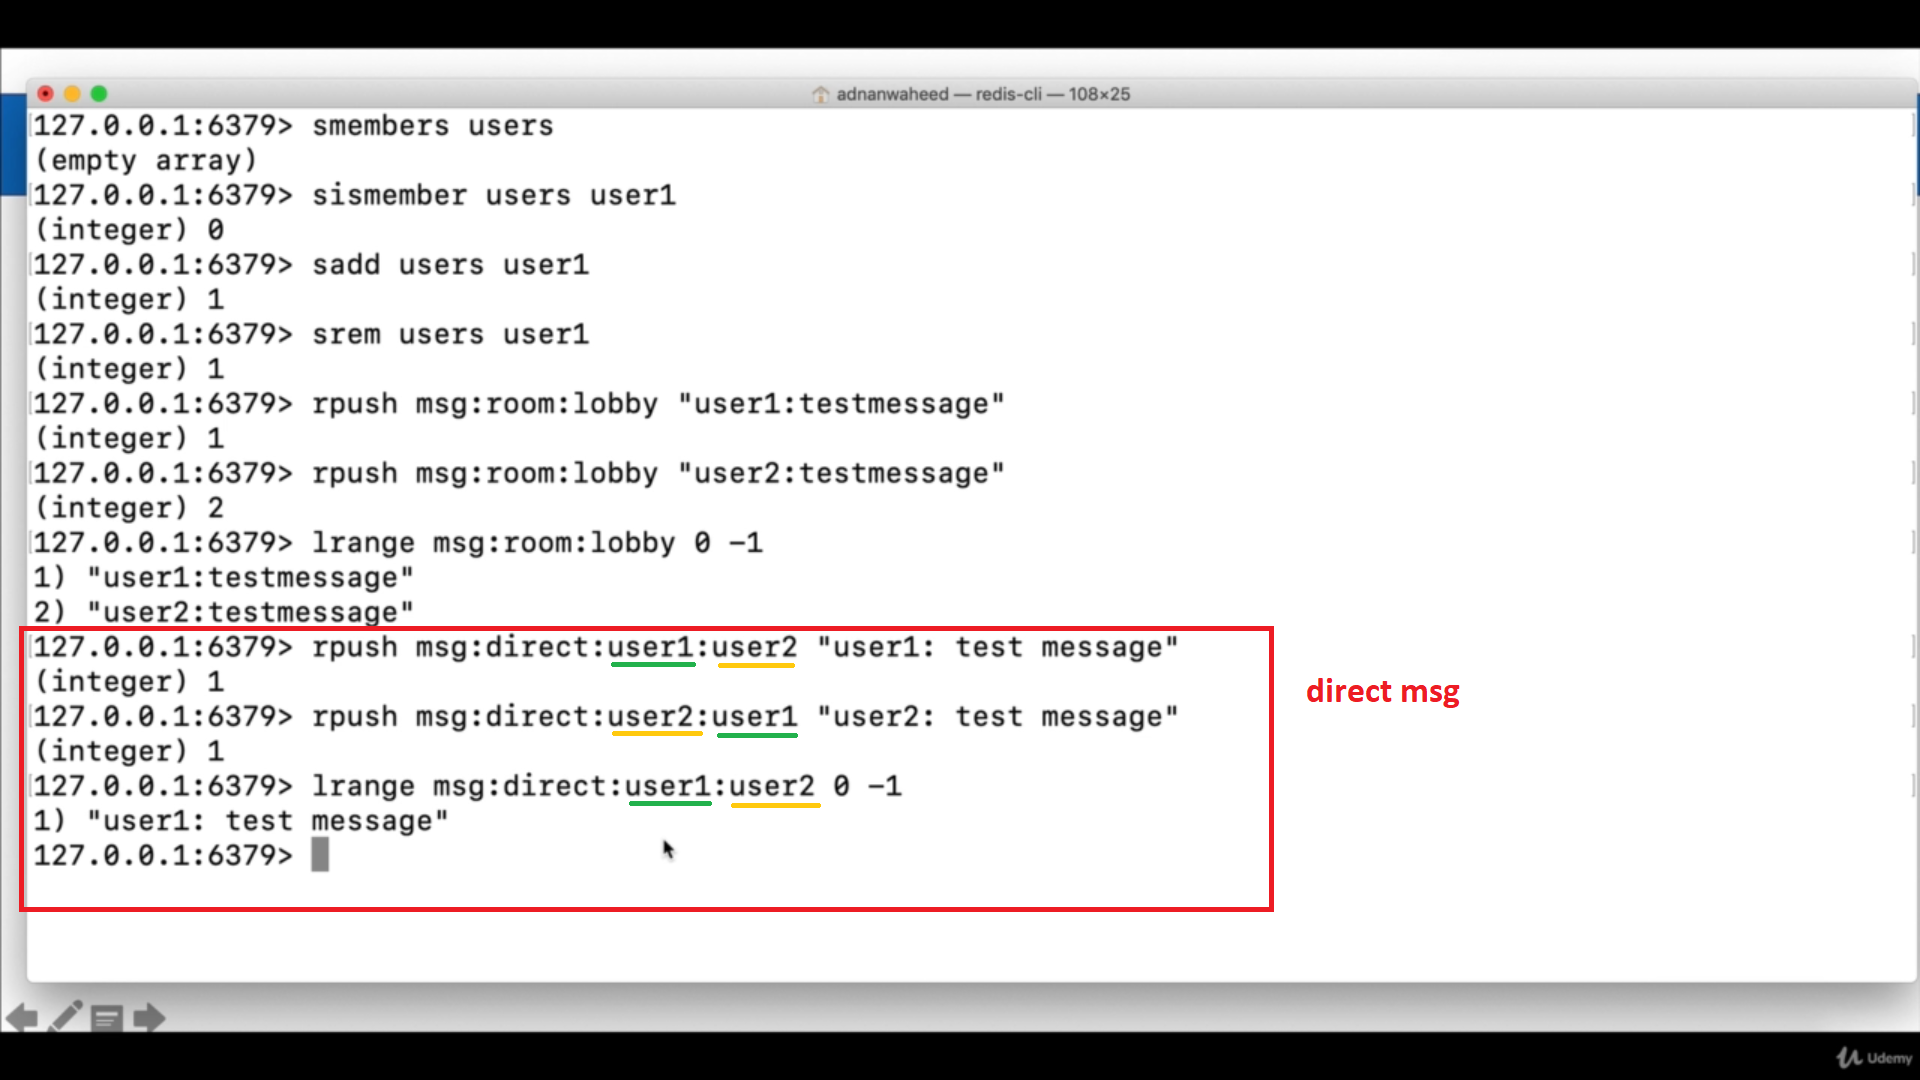 adnanwaheed — redis-cli — 108×25
127.0.0.1:6379> smembers users
(empty array)
127.0.0.1:6379> sismember users user1
(integer) 0
127.0.0.1:6379> sadd users user1
(integer) 1
127.0.0.1:6379> srem users user1
(integer) 1
127.0.0.1:6379> rpush msg:room:lobby "user1:testmessage"
(integer) 1
127.0.0.1:6379> rpush msg:room:lobby "user2:testmessage"
(integer) 2
127.0.0.1:6379> lrange msg:room:lobby 0 -1
1) "user1:testmessage"
2) "user2:testmessage"
127.0.0.1:6379> rpush msg:direct:user1:user2 "user1: test message"
(integer) 1
direct msg
127.0.0.1:6379> rpush msg:direct:user2:user1 "user2: test message"
(integer) 1
127.0.0.1:6379> lrange msg:direct:user1:user2 0 -1
1) "user1: test message"
127.0.0.1:6379>
Udemy